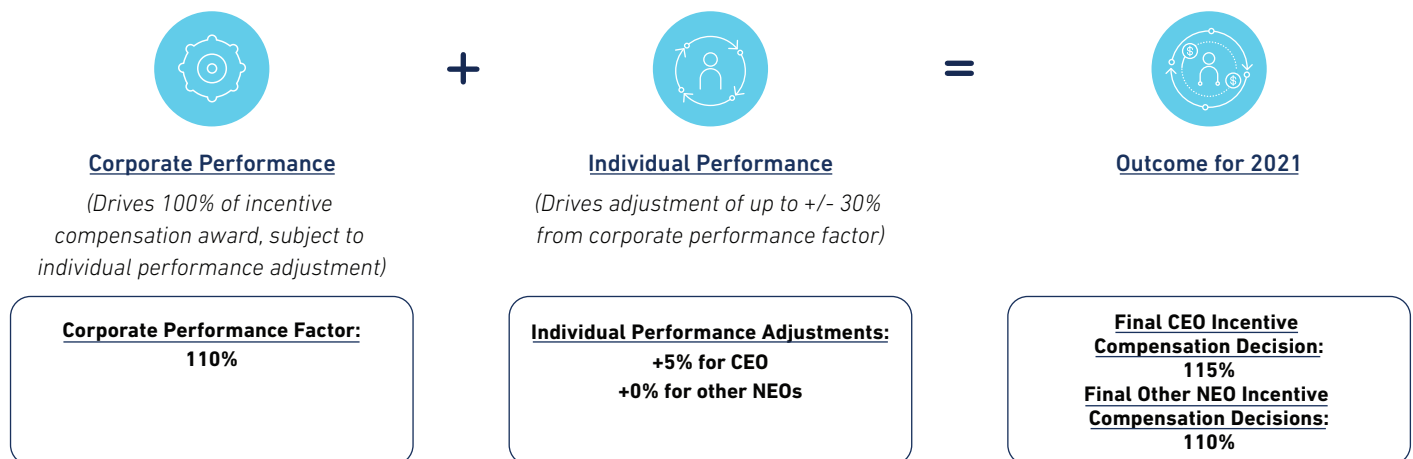 +
=
$
$
Corporate Performance
(Drives 100% of incentive
compensation award, subject to
individual performance adjustment)
Individual Performance
(Drives adjustment of up to +/- 30%
from corporate performance factor)
Outcome for 2021
Corporate Performance Factor:
110%
Individual Performance Adjustments:
+5% for CEO
+0% for other NEOs
Final CEO Incentive
Compensation Decision:
115%
Final Other NEO Incentive
Compensation Decisions:
110%